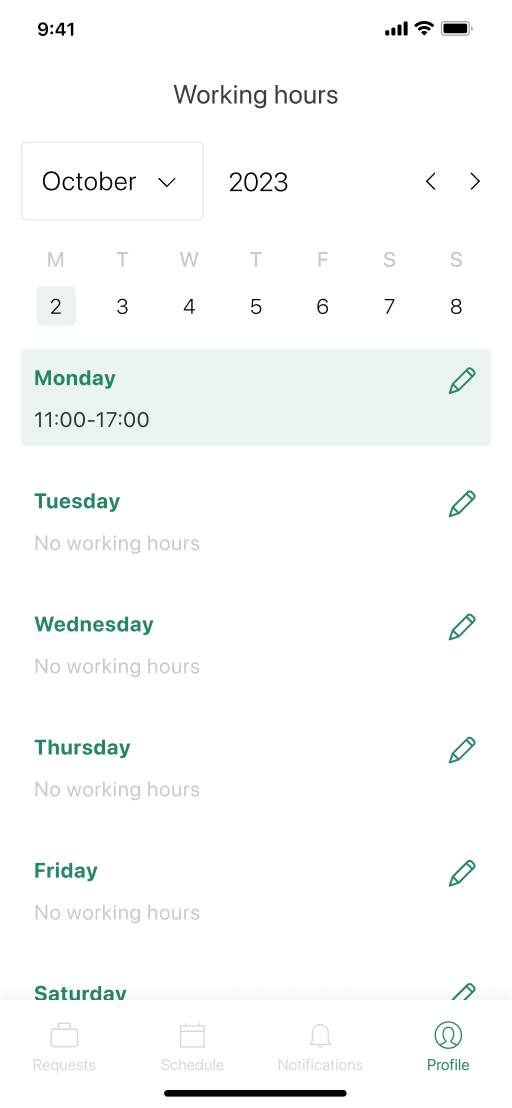 9:41
Working hours
October 2023
M T W T F S S
2 3 4 5 6 7 8
Monday
11:00-17:00
Tuesday
No working hours
Wednesday
No working hours
Thursday
No working hours
Friday
No working hours
Saturday
Requests Schedule Notifications Profile